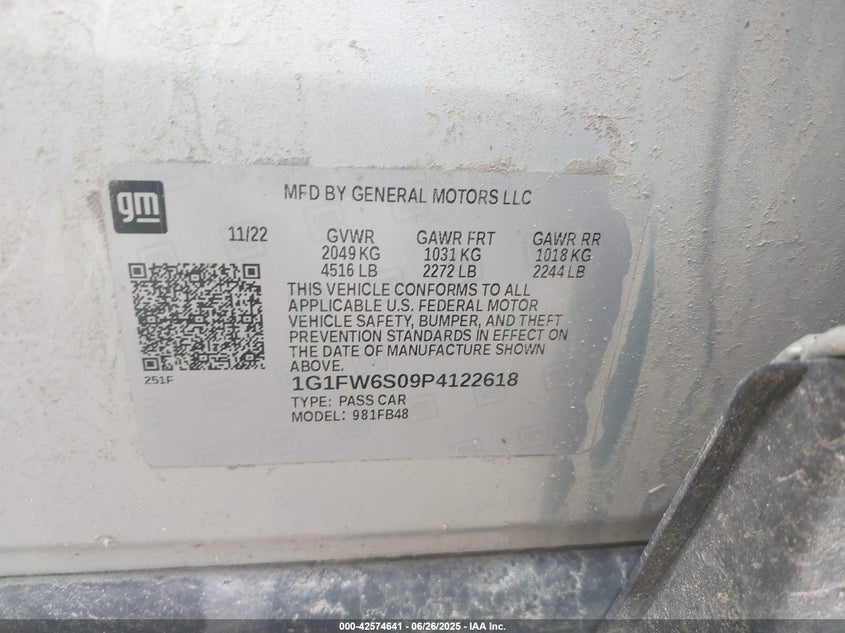 gm
MFD BY GENERAL MOTORS LLC
11/22 GVWR GAWR FRT GAWR RR
2049 KG 1031 KG 1018 KG
4516 LB 2272 LB 2244 LB
THIS VEHICLE CONFORMS TO ALL
APPLICABLE U.S. FEDERAL MOTOR
VEHICLE SAFETY, BUMPER, AND THEFT
PREVENTION STANDARDS IN EFFECT ON
THE DATE OF MANUFACTURE SHOWN
ABOVE.
251F
1G1FW6S09P4122618
TYPE: PASS CAR
MODEL: 981FB48
000-42574641 - 06/26/2025 - IAA Inc.